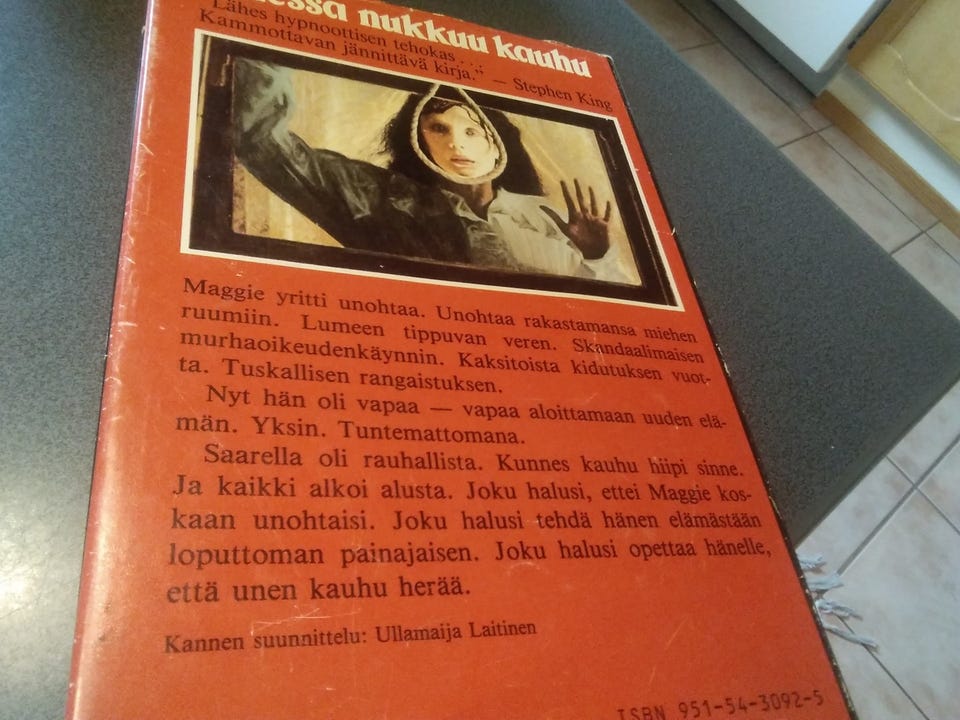 nukkuu kauhu
"Lähes hypnoottisen tehokas . . .
Kammottavan jännittävä kirja." — Stephen King
Maggie yritti unohtaa. Unohtaa rakastamansa miehen
ruumiin. Lumeen tippuvan veren. Skandaalimaisen
murhaoikeudenkäynnin. Kaksitoista kidutuksen vuot-
ta. Tuskallisen rangaistuksen.
Nyt hän oli vapaa — vapaa aloittamaan uuden elä-
män. Yksin. Tuntemattomana.
Saarella oli rauhallista. Kunnes kauhu hiipi sinne.
Ja kaikki alkoi alusta. Joku halusi, ettei Maggie kos-
kaan unohtaisi. Joku halusi tehdä hänen elämästään
loputtoman painajaisen. Joku halusi opettaa hänelle,
että unen kauhu herää.
Kannen suunnittelu: Ullamaija Laitinen
ISBN 951-54-3092-5